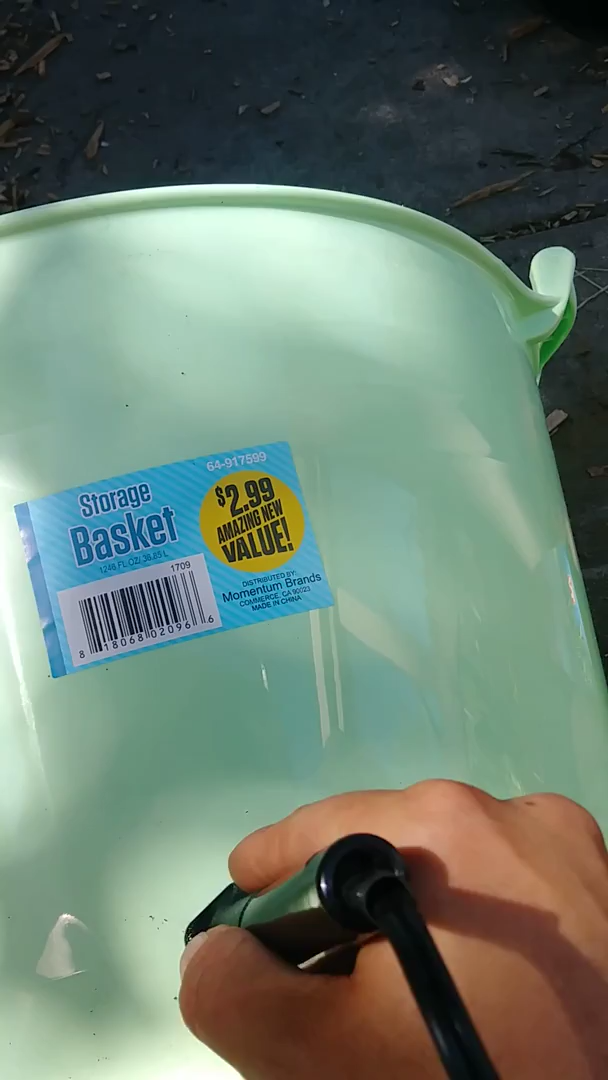 64-917599
Storage
Basket
1248 FL OZ/ 36.85 L
$2.99
AMAZING NEW
VALUE!
1709
8 18068 02096 6
DISTRIBUTED BY:
Momentum Brands
COMMERCE, CA 90023
MADE IN CHINA